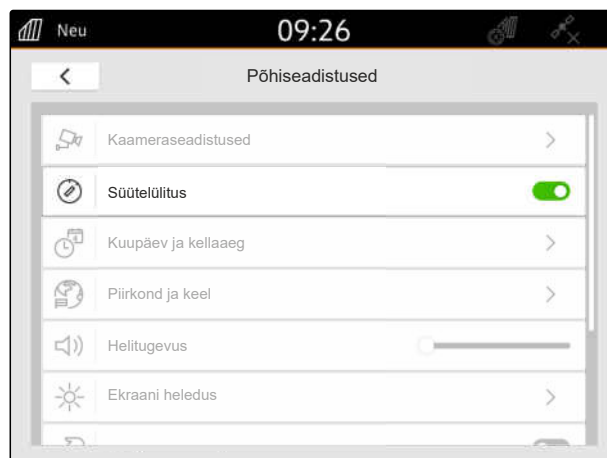 Neu
09:26
Põhiseadistused
Kaameraseadistused
Süütelülitus
Kuupäev ja kellaaeg
Piirkond ja keel
Helitugevus
Ekraani heledus